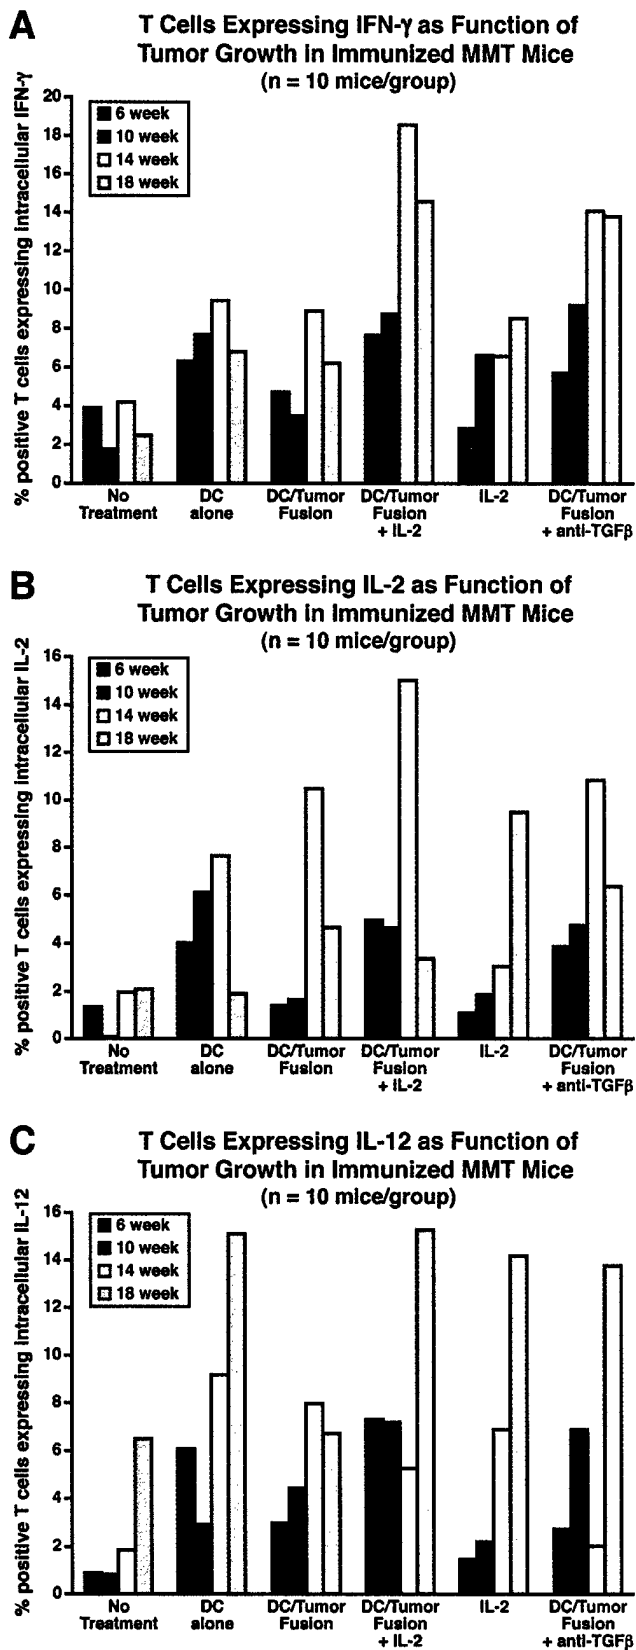 A
T Cells Expressing IFN-γ as Function of
Tumor Growth in Immunized MMT Mice
(n = 10 mice/group)
% positive T cells expressing intracellular IFN-γ
20
18
16
14
12
10
8
6
4
2
0
6 week
10 week
14 week
18 week
No
Treatment
DC
alone
DC/Tumor
Fusion
DC/Tumor
Fusion
+ IL-2
IL-2
DC/Tumor
Fusion
+ anti-TGFβ
B
T Cells Expressing IL-2 as Function of
Tumor Growth in Immunized MMT Mice
(n = 10 mice/group)
% positive T cells expressing intracellular IL-2
16
14
12
10
8
6
4
2
0
6 week
10 week
14 week
18 week
No
Treatment
DC
alone
DC/Tumor
Fusion
DC/Tumor
Fusion
+ IL-2
IL-2
DC/Tumor
Fusion
+ anti-TGFβ
C
T Cells Expressing IL-12 as Function of
Tumor Growth in Immunized MMT Mice
(n = 10 mice/group)
% positive T cells expressing intracellular IL-12
16
14
12
10
8
6
4
2
0
6 week
10 week
14 week
18 week
No
Treatment
DC
alone
DC/Tumor
Fusion
DC/Tumor
Fusion
+ IL-2
IL-2
DC/Tumor
Fusion
+ anti-TGFβ